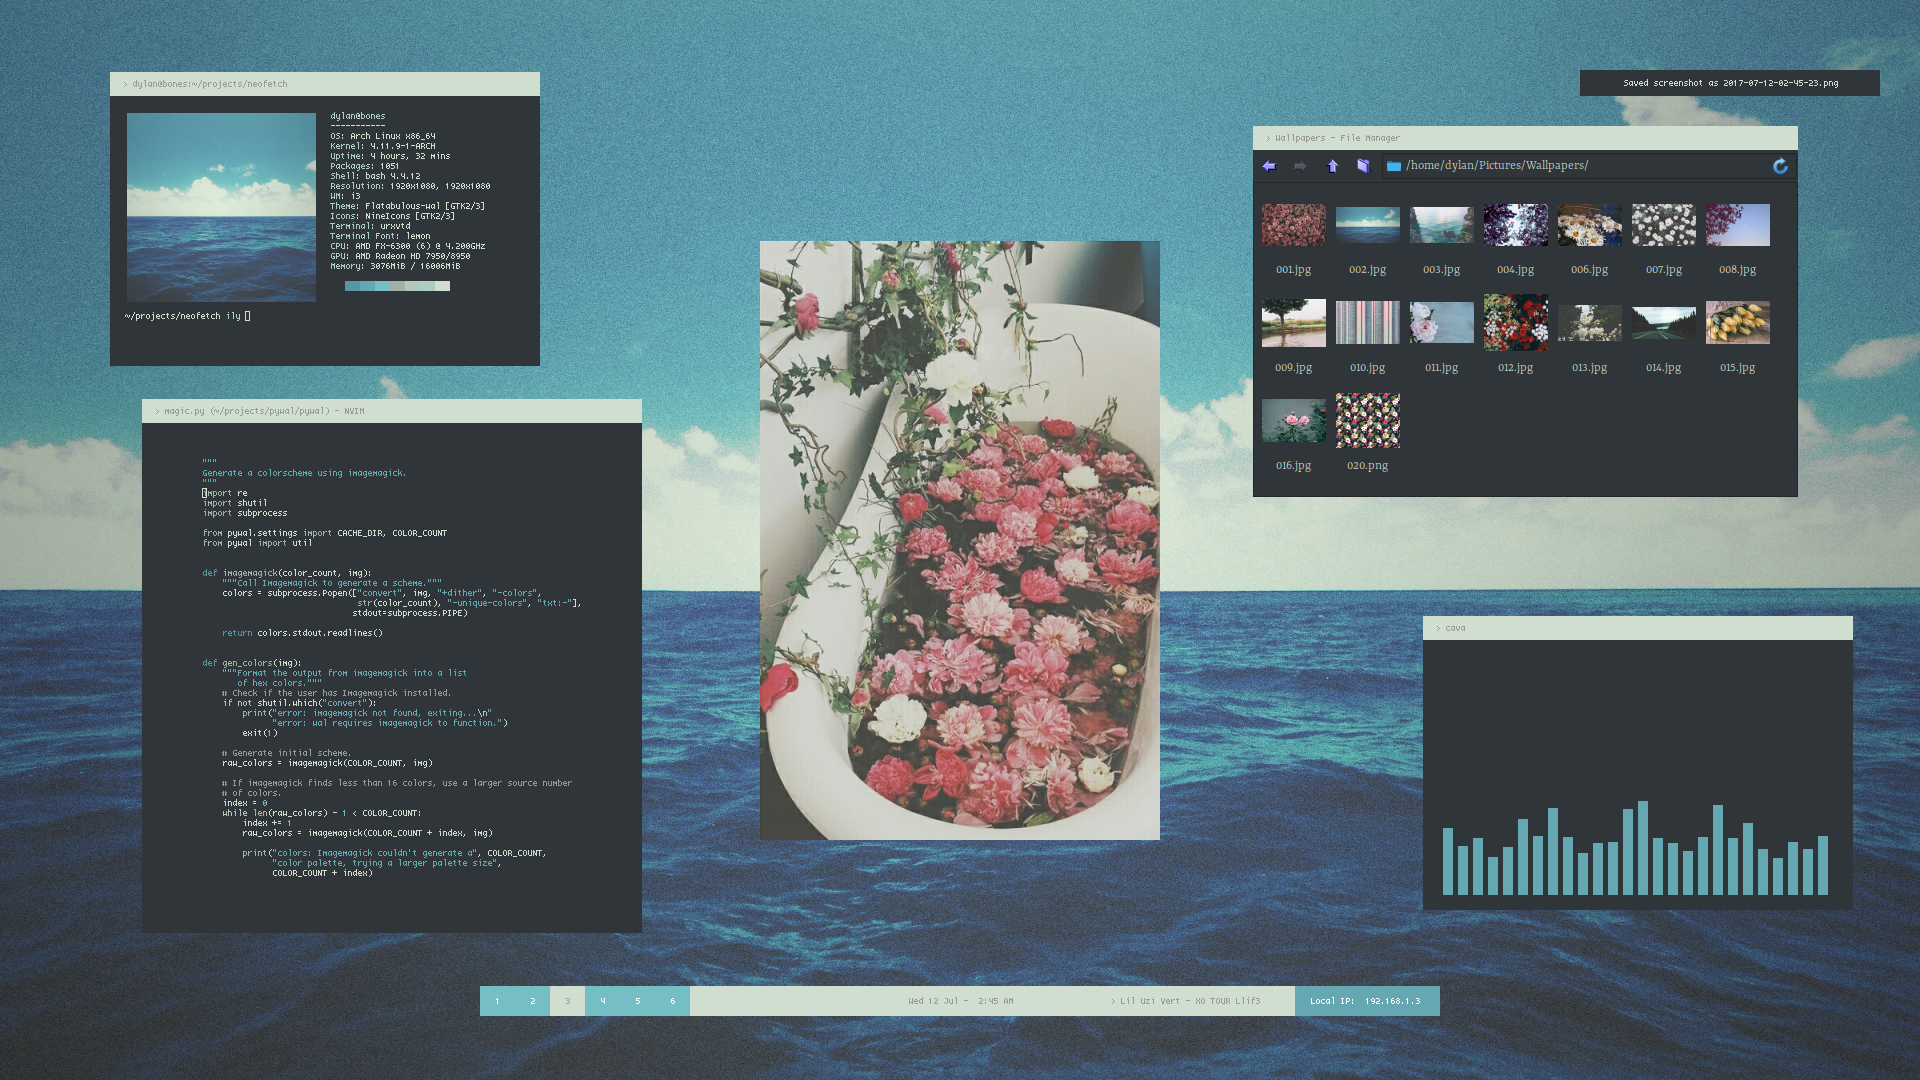 > dylan@bones:~/projects/neofetch
dylan@bones
-----------
OS: Arch Linux x86_64
Kernel: 4.11.9-1-ARCH
Uptime: 4 hours, 32 mins
Packages: 1051
Shell: bash 4.4.12
Resolution: 1920x1080, 1920x1080
WM: i3
Theme: Flatabulous-wal [GTK2/3]
Icons: NineIcons [GTK2/3]
Terminal: urxvtd
Terminal Font: lemon
CPU: AMD FX-6300 (6) @ 4.200GHz
GPU: AMD Radeon HD 7950/8950
Memory: 3076MiB / 16006MiB
~/projects/neofetch ily
> magic.py (~/projects/pywal/pywal) - NVIM
"""
Generate a colorscheme using imagemagick.
"""
import re
import shutil
import subprocess
from pywal.settings import CACHE_DIR, COLOR_COUNT
from pywal import util
def imagemagick(color_count, img):
"""Call Imagemagick to generate a scheme."""
colors = subprocess.Popen(["convert", img, "+dither", "-colors",
str(color_count), "-unique-colors", "txt:-"],
stdout=subprocess.PIPE)
return colors.stdout.readlines()
def gen_colors(img):
"""Format the output from imagemagick into a list
of hex colors."""
# Check if the user has Imagemagick installed.
if not shutil.which("convert"):
print("error: imagemagick not found, exiting...\n"
"error: wal requires imagemagick to function.")
exit(1)
# Generate initial scheme.
raw_colors = imagemagick(COLOR_COUNT, img)
# If imagemagick finds less than 16 colors, use a larger source number
# of colors.
index = 0
while len(raw_colors) - 1 < COLOR_COUNT:
index += 1
raw_colors = imagemagick(COLOR_COUNT + index, img)
print("colors: Imagemagick couldn't generate a", COLOR_COUNT,
"color palette, trying a larger palette size",
COLOR_COUNT + index)
Saved screenshot as 2017-07-12-02-45-23.png
> Wallpapers - File Manager
/home/dylan/Pictures/Wallpapers/
001.jpg 002.jpg 003.jpg 004.jpg 006.jpg 007.jpg 008.jpg
009.jpg 010.jpg 011.jpg 012.jpg 013.jpg 014.jpg 015.jpg
016.jpg 020.png
> cava
1 2 3 4 5 6 Wed 12 Jul - 2:45 AM > Lil Uzi Vert - XO TOUR Llif3 Local IP: 192.168.1.3